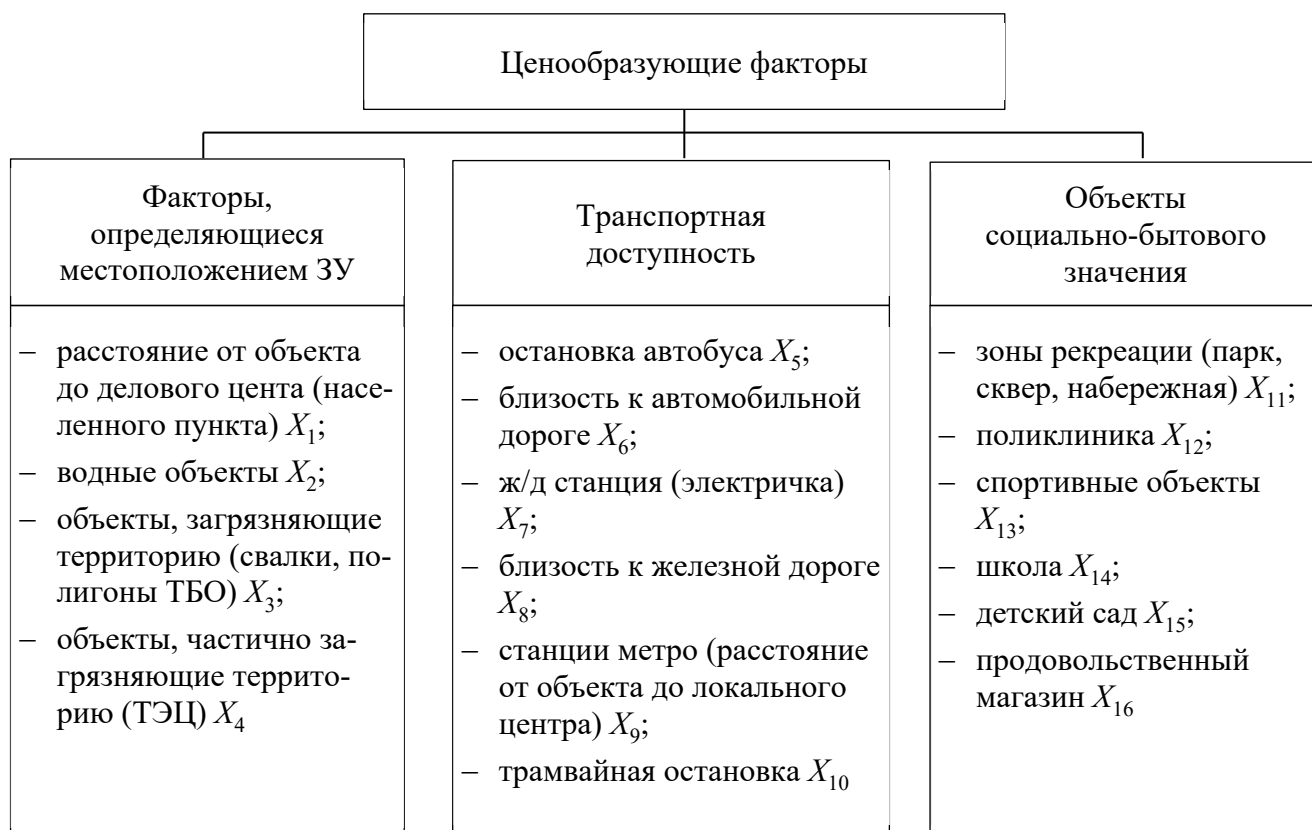 Ценообразующие факторы
Факторы,
определяющиеся
местоположением ЗУ
Транспортная
доступность
Объекты
социально-бытового
значения
– расстояние от объекта
до делового цента (насе-
ленного пункта) X1;
– водные объекты X2;
– объекты, загрязняющие
территорию (свалки, по-
лигоны ТБО) X3;
– объекты, частично за-
грязняющие террито-
рию (ТЭЦ) X4
– остановка автобуса X5;
– близость к автомобильной
дороге X6;
– ж/д станция (электричка)
X7;
– близость к железной дороге
X8;
– станции метро (расстояние
от объекта до локального
центра) X9;
– трамвайная остановка X10
– зоны рекреации (парк,
сквер, набережная) X11;
– поликлиника X12;
– спортивные объекты
X13;
– школа X14;
– детский сад X15;
– продовольственный
магазин X16